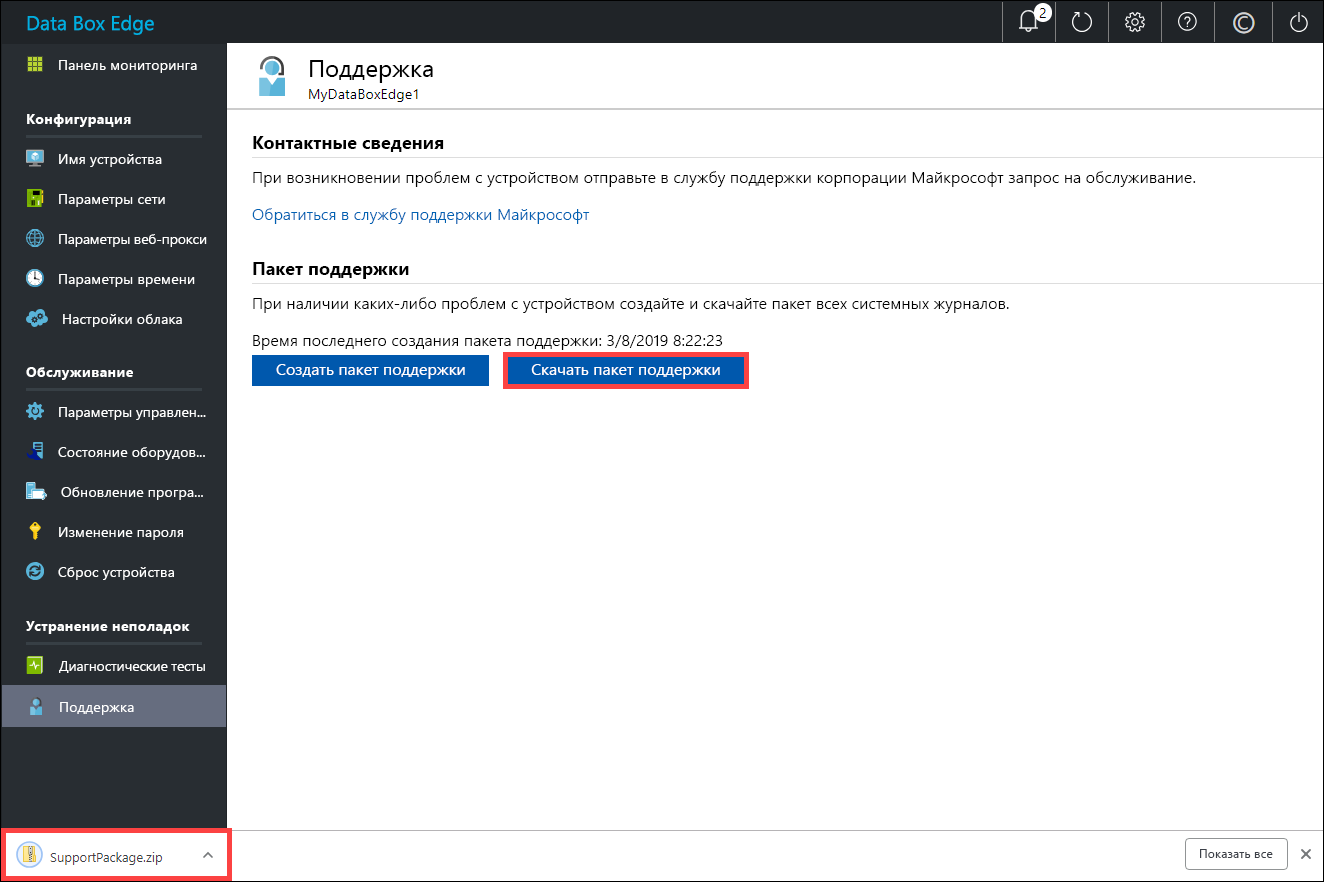 Data Box Edge
2
Панель мониторинга
Конфигурация
Имя устройства
Параметры сети
Параметры веб-прокси
Параметры времени
Настройки облака
Обслуживание
Параметры управлен...
Состояние оборудов...
Обновление програ...
Изменение пароля
Сброс устройства
Устранение неполадок
Диагностические тесты
Поддержка
Поддержка
MyDataBoxEdge1
Контактные сведения
При возникновении проблем с устройством отправьте в службу поддержки корпорации Майкрософт запрос на обслуживание.
Обратиться в службу поддержки Майкрософт
Пакет поддержки
При наличии каких-либо проблем с устройством создайте и скачайте пакет всех системных журналов.
Время последнего создания пакета поддержки: 3/8/2019 8:22:23
Создать пакет поддержки
Скачать пакет поддержки
SupportPackage.zip
Показать все